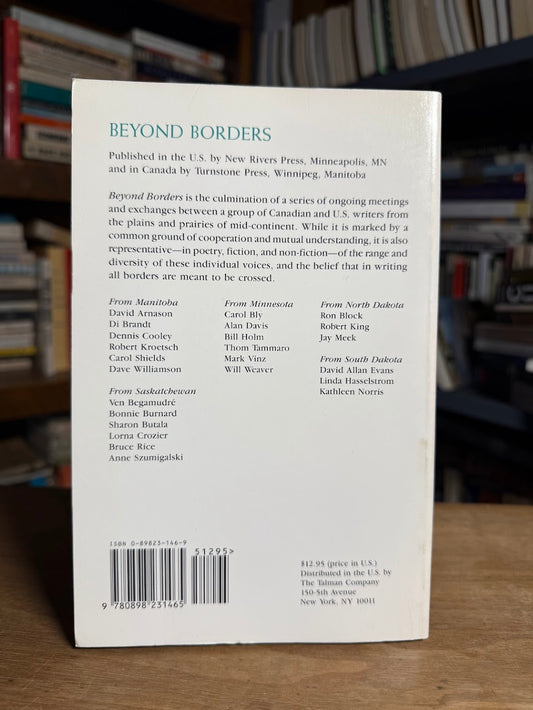 BEYOND BORDERS
Published in the U.S. by New Rivers Press, Minneapolis, MN
and in Canada by Turnstone Press, Winnipeg, Manitoba
Beyond Borders is the culmination of a series of ongoing meetings
and exchanges between a group of Canadian and U.S. writers from
the plains and prairies of mid-continent. While it is marked by a
common ground of cooperation and mutual understanding, it is also
representative—in poetry, fiction, and non-fiction—of the range and
diversity of these individual voices, and the belief that in writing
all borders are meant to be crossed.
From Manitoba
David Arnason
Di Brandt
Dennis Cooley
Robert Kroetsch
Carol Shields
Dave Williamson
From Saskatchewan
Ven Begamudré
Bonnie Burnard
Sharon Butala
Lorna Crozier
Bruce Rice
Anne Szumigalski
From Minnesota
Carol Bly
Alan Davis
Bill Holm
Thom Tammaro
Mark Vinz
Will Weaver
From North Dakota
Ron Block
Robert King
Jay Meek
From South Dakota
David Allan Evans
Linda Hasselstrom
Kathleen Norris
ISBN 0-89823-146-9
51295>
9 780898 231465
$12.95 (price in U.S.)
Distributed in the U.S. by
The Talman Company
150-5th Avenue
New York, NY 10011